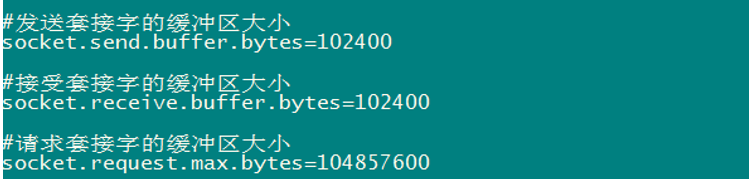 #发送套接字的缓冲区大小
socket.send.buffer.bytes=102400
#接受套接字的缓冲区大小
socket.receive.buffer.bytes=102400
#请求套接字的缓冲区大小
socket.request.max.bytes=104857600